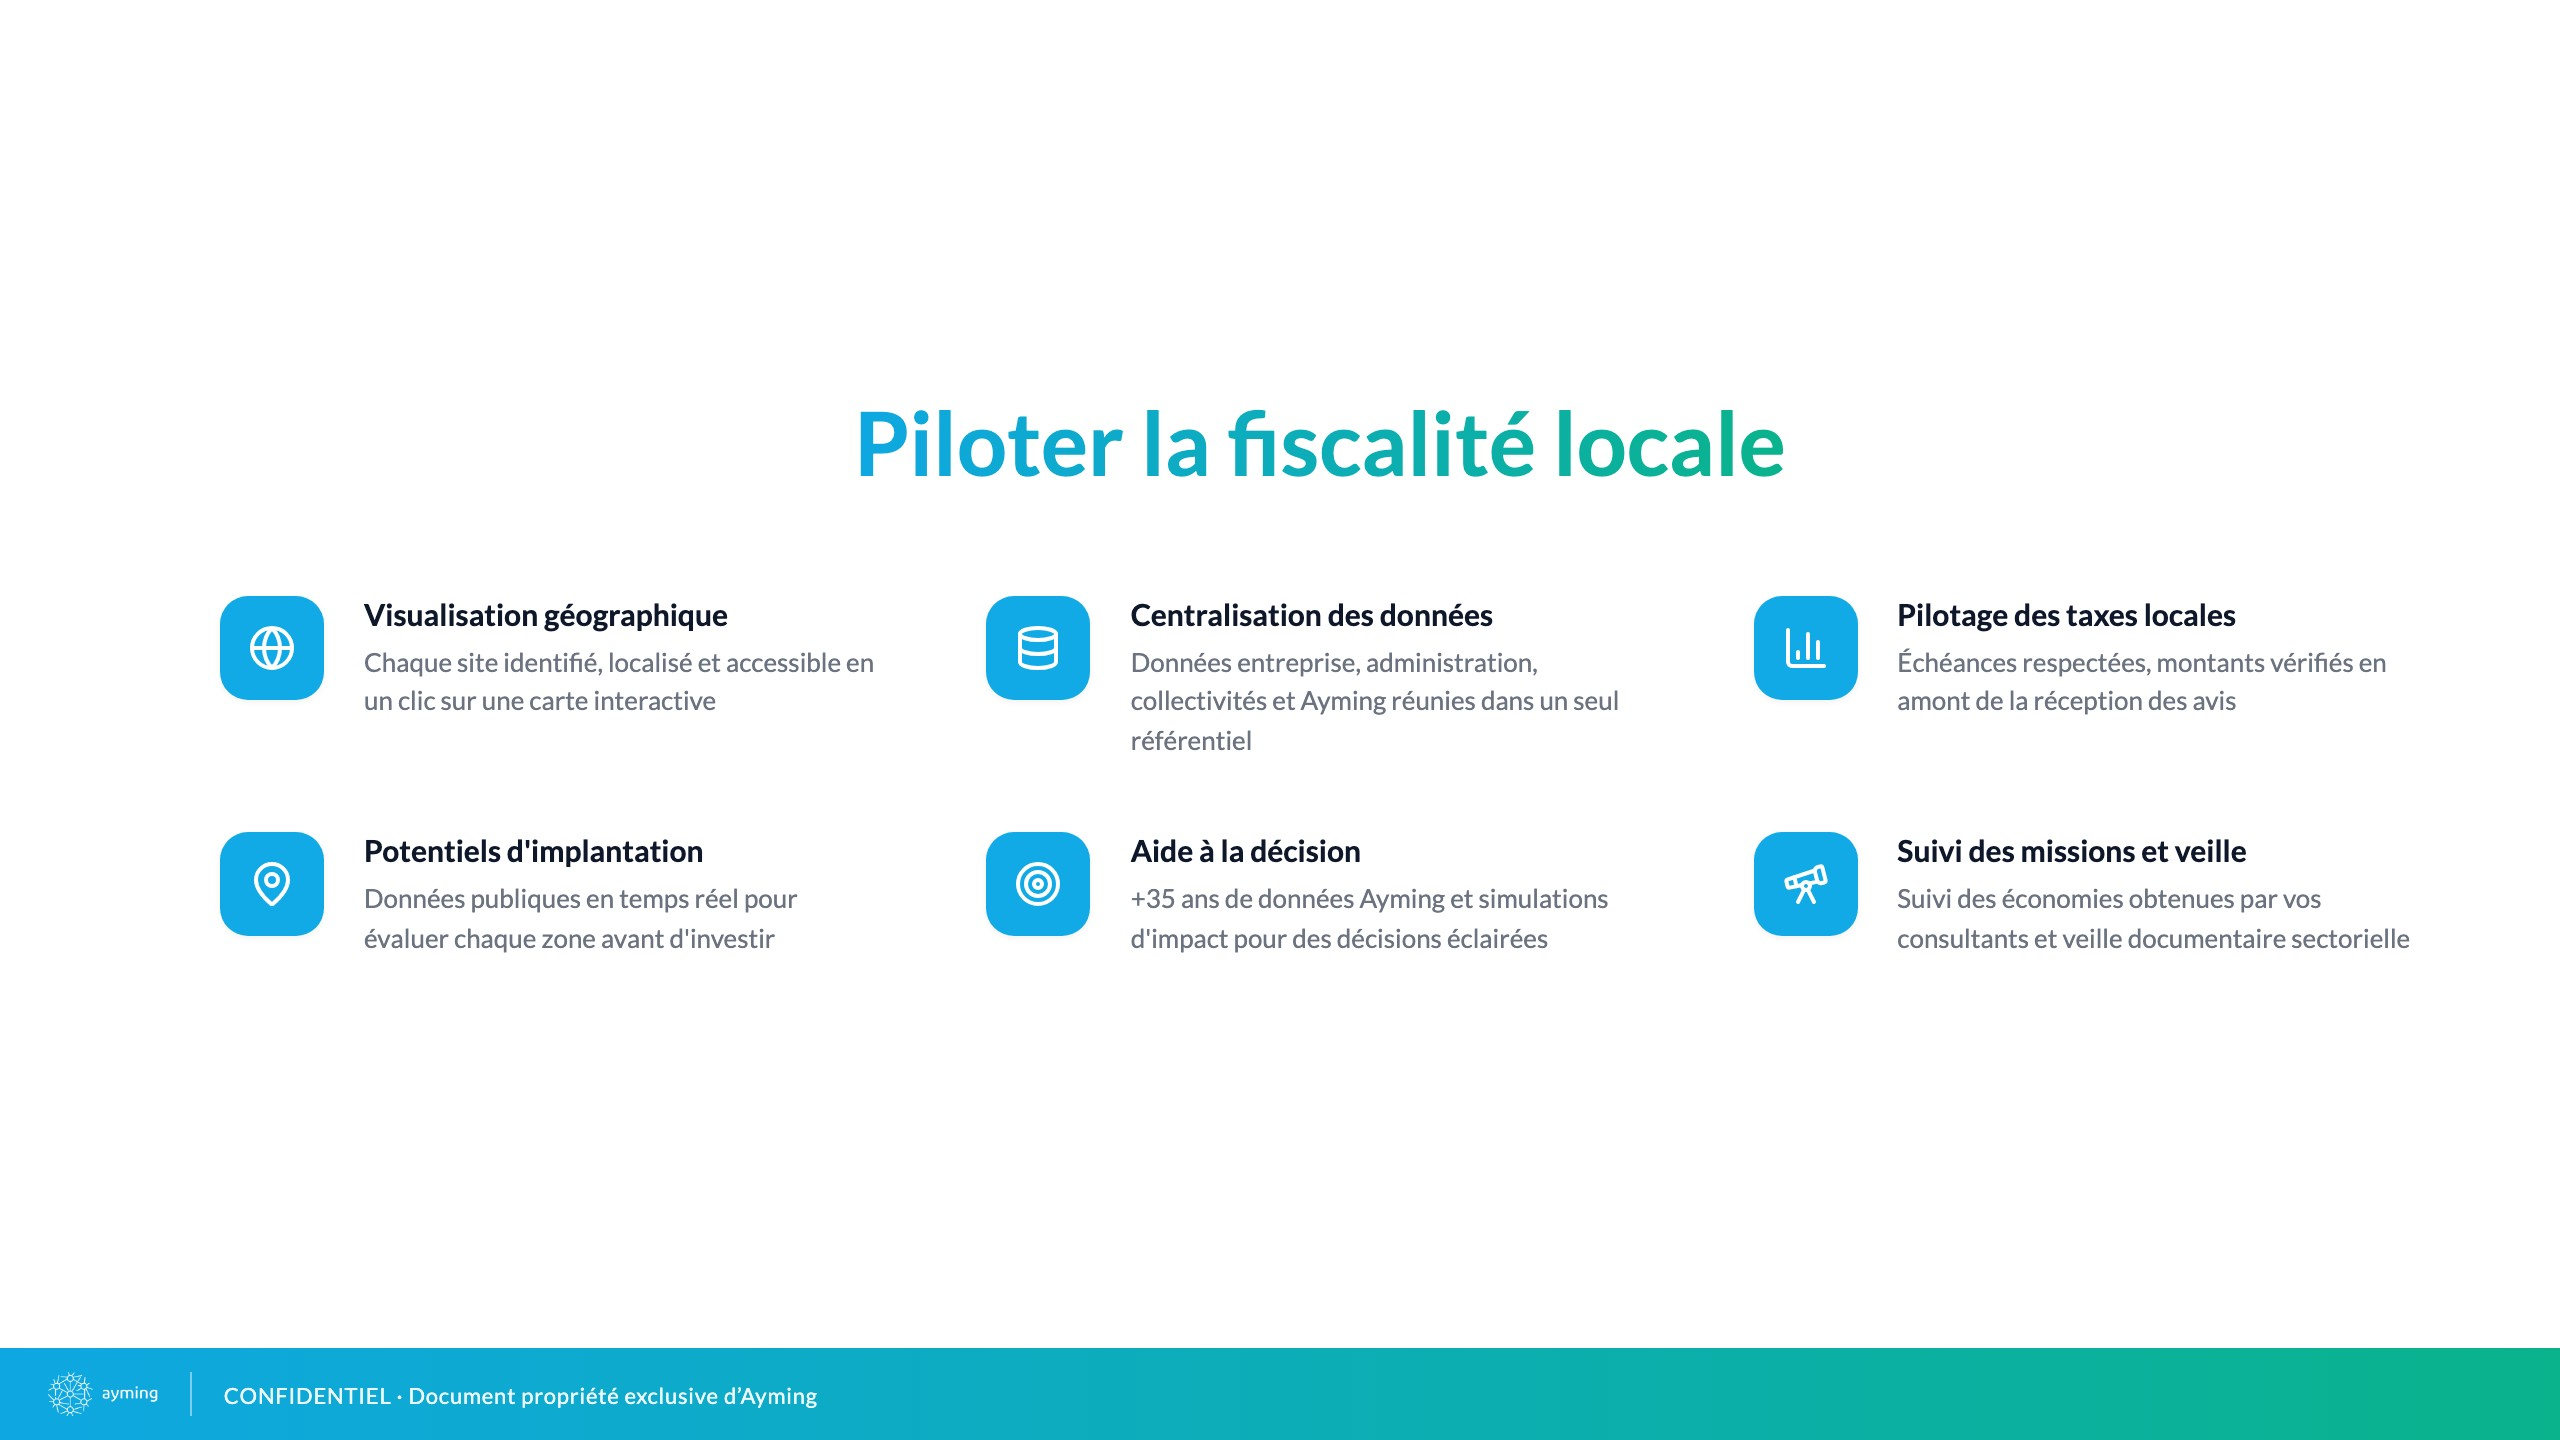 Piloter la fiscalité locale
Visualisation géographique
Chaque site identifié, localisé et accessible en
un clic sur une carte interactive
Centralisation des données
Données entreprise, administration,
collectivités et Ayming réunies dans un seul
référentiel
Pilotage des taxes locales
Échéances respectées, montants vérifiés en
amont de la réception des avis
Potentiels d'implantation
Données publiques en temps réel pour
évaluer chaque zone avant d'investir
Aide à la décision
+35 ans de données Ayming et simulations
d'impact pour des décisions éclairées
Suivi des missions et veille
Suivi des économies obtenues par vos
consultants et veille documentaire sectorielle
ayming
CONFIDENTIEL · Document propriété exclusive d’Ayming